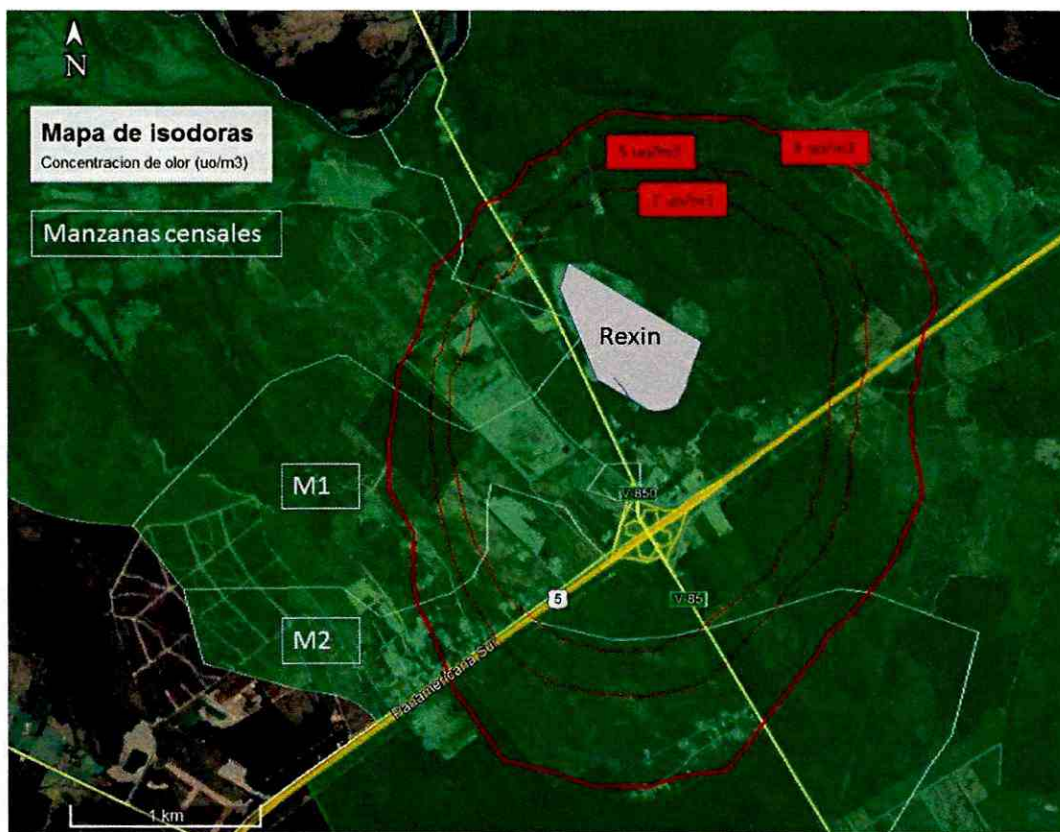 N
Mapa de isodoras
Concentracion de olor (uo/m3)
Manzanas censales
Rexin
M1
V-850
5
V-85
M2
Panamericana Sur
1 km